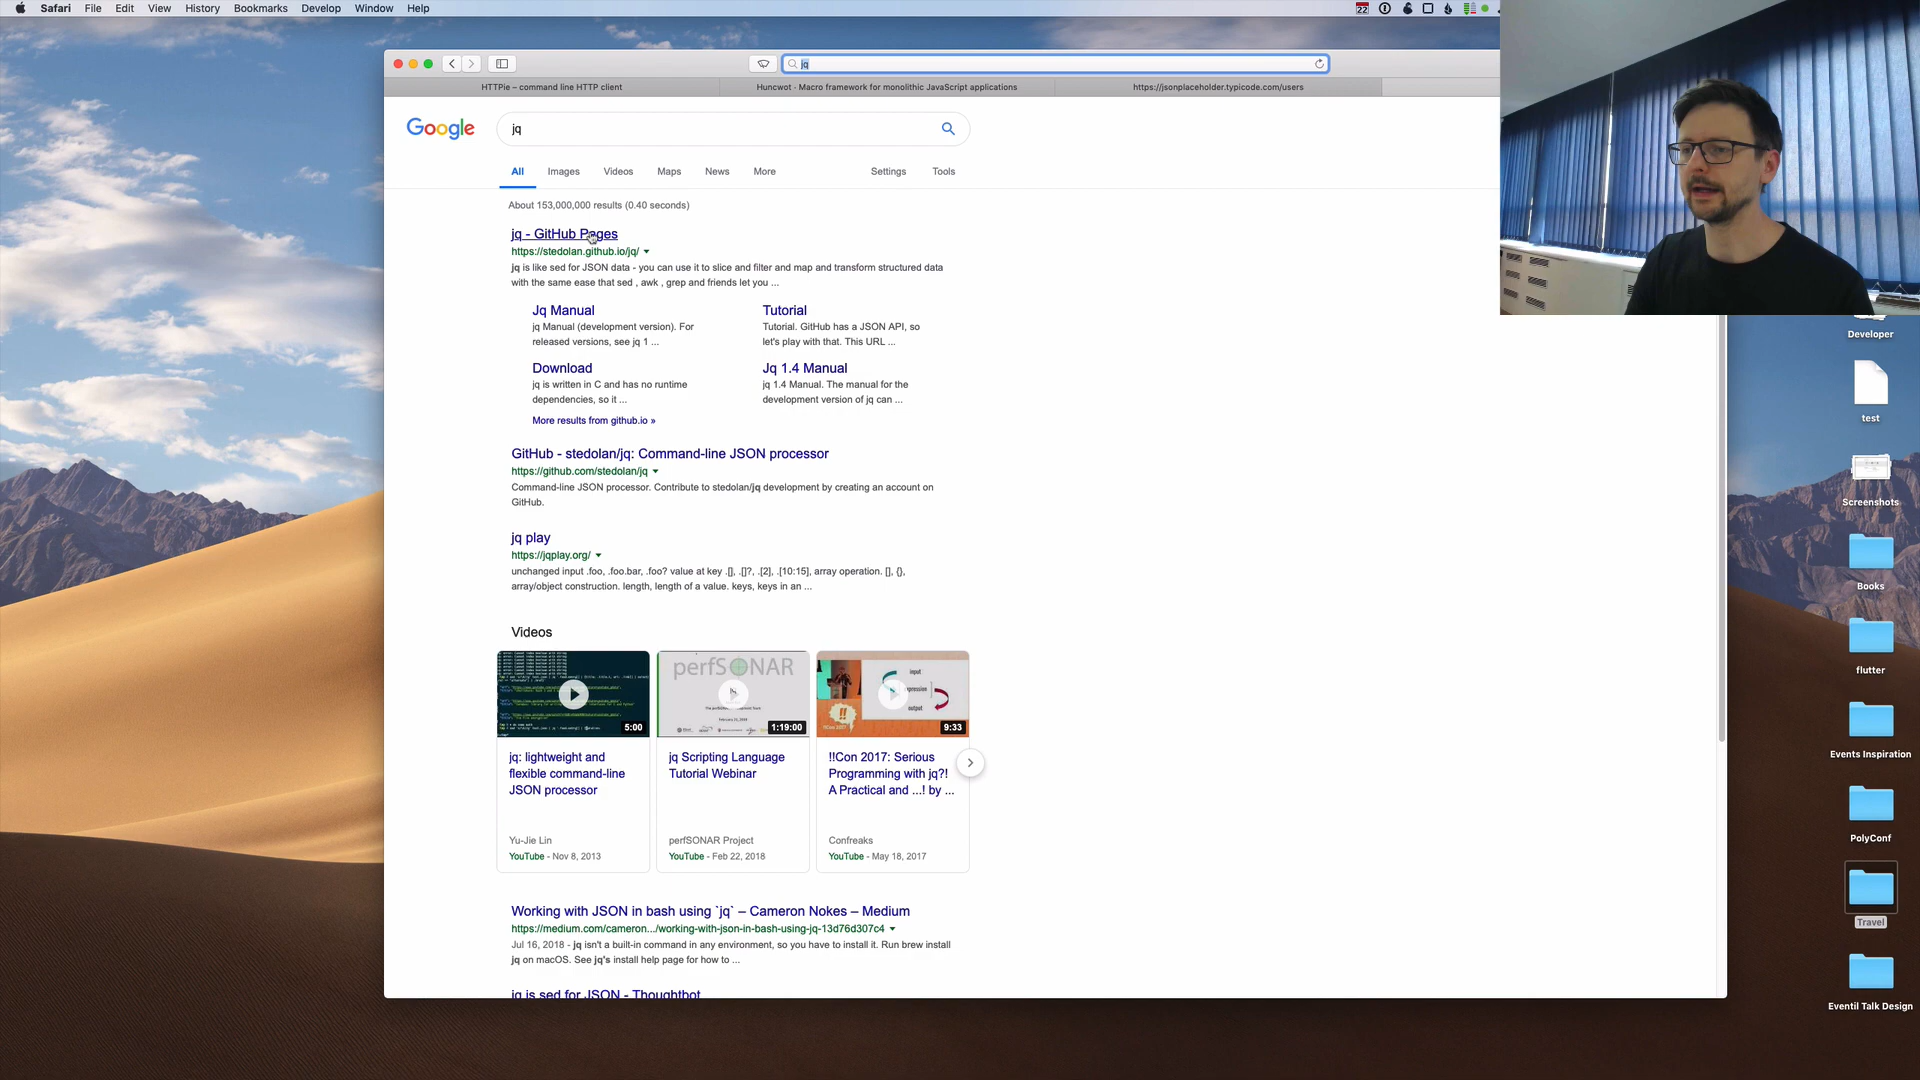 Safari File Edit View History Bookmarks Develop Window Help
22
jq
HTTPie – command line HTTP client
Huncwot · Macro framework for monolithic JavaScript applications
https://jsonplaceholder.typicode.com/users
Google
jq
All Images Videos Maps News More Settings Tools
About 153,000,000 results (0.40 seconds)
jq - GitHub Pages
https://stedolan.github.io/jq/
jq is like sed for JSON data - you can use it to slice and filter and map and transform structured data
with the same ease that sed , awk , grep and friends let you ...
Jq Manual
jq Manual (development version). For
released versions, see jq 1 ...
Tutorial
Tutorial. GitHub has a JSON API, so
let's play with that. This URL ...
Download
jq is written in C and has no runtime
dependencies, so it ...
Jq 1.4 Manual
jq 1.4 Manual. The manual for the
development version of jq can ...
More results from github.io »
GitHub - stedolan/jq: Command-line JSON processor
https://github.com/stedolan/jq
Command-line JSON processor. Contribute to stedolan/jq development by creating an account on
GitHub.
jq play
https://jqplay.org/
unchanged input .foo, .foo.bar, .foo? value at key .[], .[]?, .[2], .[10:15], array operation. [], {},
array/object construction. length, length of a value. keys, keys in an ...
Videos
5:00
perfSONAR
1:19:00
input
output
!!
9:33
jq: lightweight and
flexible command-line
JSON processor
Yu-Jie Lin
YouTube - Nov 8, 2013
jq Scripting Language
Tutorial Webinar
perfSONAR Project
YouTube - Feb 22, 2018
!!Con 2017: Serious
Programming with jq?!
A Practical and ...! by ...
Confreaks
YouTube - May 18, 2017
Working with JSON in bash using `jq` – Cameron Nokes – Medium
https://medium.com/cameron.../working-with-json-in-bash-using-jq-13d76d307c4
Jul 16, 2018 - jq isn't a built-in command in any environment, so you have to install it. Run brew install
jq on macOS. See jq's install help page for how to ...
jq is sed for JSON - Thoughtbot
Developer
test
Screenshots
Books
flutter
Events Inspiration
PolyConf
Travel
Eventil Talk Design